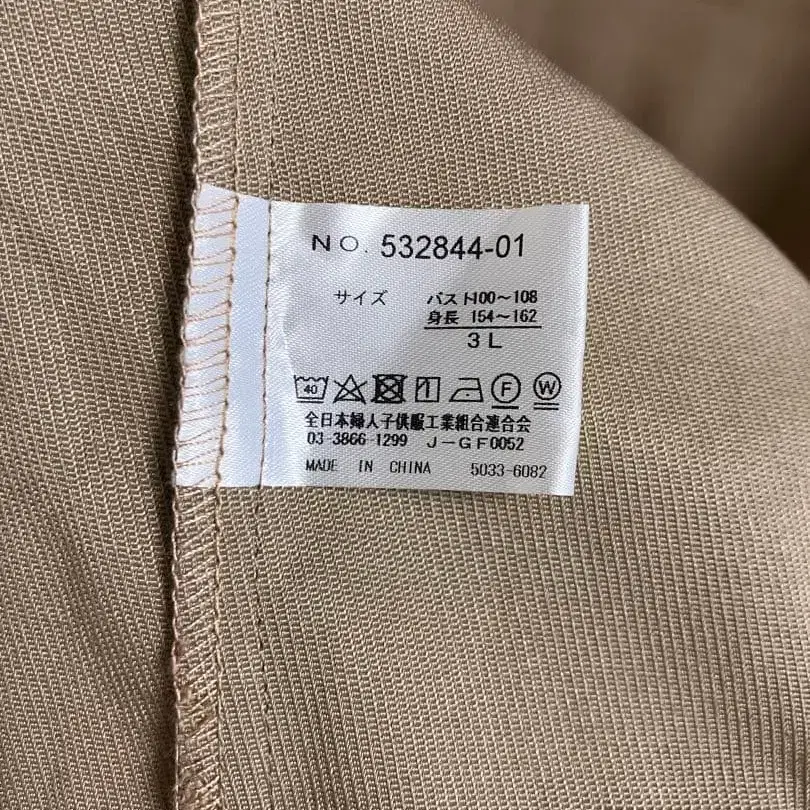 NO. 532844-01
サイズ バスト100~108
身長 154~162
3L
40 F W
全日本婦人子供服工業組合連合会
03-3866-1299 J-GF0052
MADE IN CHINA 5033-6082